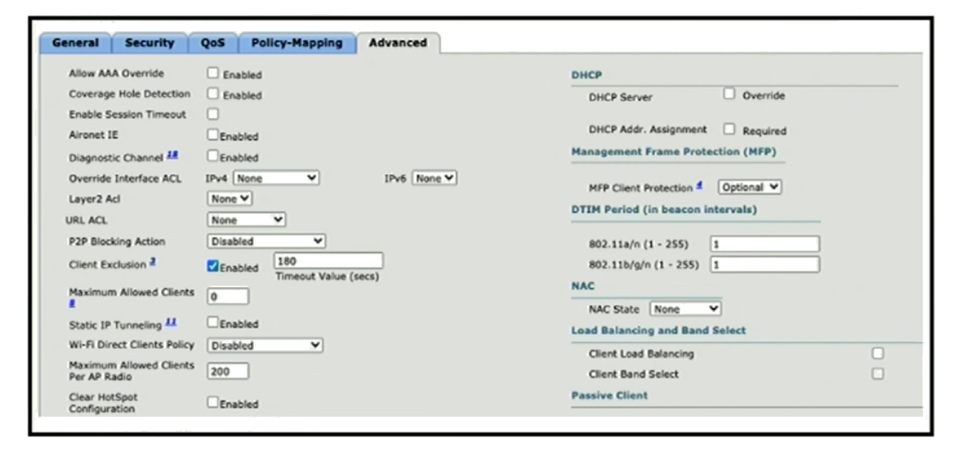 General Security QoS Policy-Mapping Advanced
Allow AAA Override Enabled
Coverage Hole Detection Enabled
Enable Session Timeout
Aironet IE Enabled
Diagnostic Channel 18 Enabled
Override Interface ACL IPv4 None IPv6 None
Layer2 Acl None
URL ACL None
P2P Blocking Action Disabled
Client Exclusion 3 Enabled 180
Timeout Value (secs)
Maximum Allowed Clients
8 0
Static IP Tunneling 11 Enabled
Wi-Fi Direct Clients Policy Disabled
Maximum Allowed Clients
Per AP Radio 200
Clear HotSpot
Configuration Enabled
DHCP
DHCP Server Override
DHCP Addr. Assignment Required
Management Frame Protection (MFP)
MFP Client Protection 4 Optional
DTIM Period (in beacon intervals)
802.11a/n (1 - 255) 1
802.11b/g/n (1 - 255) 1
NAC
NAC State None
Load Balancing and Band Select
Client Load Balancing
Client Band Select
Passive Client